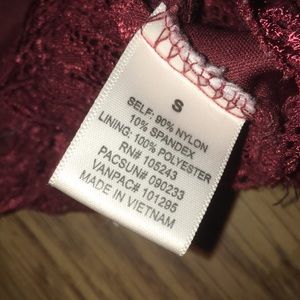 S
SELF: 90% NYLON
10% SPANDEX
LINING: 100% POLYESTER
RN# 105243
PACSUN# 090233
VANPAC# 101295
MADE IN VIETNAM